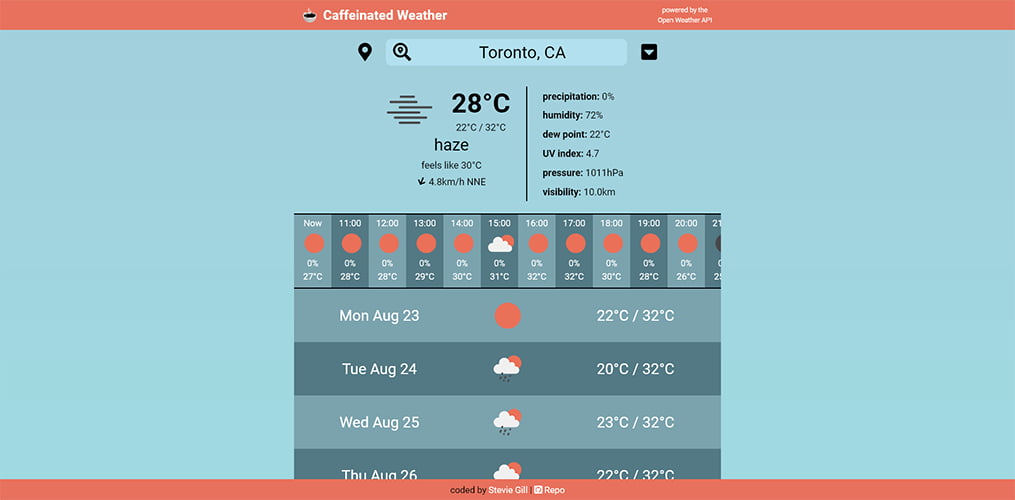 Caffeinated Weather
powered by the
Open Weather API
Toronto, CA
28°C
22°C / 32°C
haze
feels like 30°C
4.8km/h NNE
precipitation: 0%
humidity: 72%
dew point: 22°C
UV index: 4.7
pressure: 1011hPa
visibility: 10.0km
Now 11:00 12:00 13:00 14:00 15:00 16:00 17:00 18:00 19:00 20:00
0% 0% 0% 0% 0% 0% 0% 0% 0% 0% 0%
27°C 28°C 28°C 29°C 30°C 31°C 32°C 32°C 30°C 28°C 26°C
Mon Aug 23 22°C / 32°C
Tue Aug 24 20°C / 32°C
Wed Aug 25 23°C / 32°C
Thu Aug 26 22°C / 32°C
coded by Stevie Gill | Repo